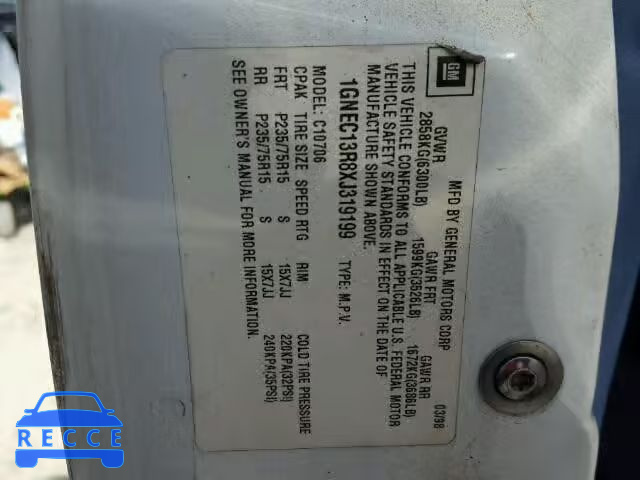 GM
MFD BY GENERAL MOTORS CORP
03/98
GVWR
GAWR FRT
GAWR RR
2858KG(6300LB)
1599KG(3526LB)
1672KG(3686LB)
THIS VEHICLE CONFORMS TO ALL APPLICABLE U.S. FEDERAL MOTOR
VEHICLE SAFETY STANDARDS IN EFFECT ON THE DATE OF
MANUFACTURE SHOWN ABOVE.
1GNEC13R8XJ319199
TYPE: M.P.V.
MODEL: C10706
COLD TIRE PRESSURE
CPAK TIRE SIZE SPEED RTG RIM
FRT P235/75R15 S 15X7JJ 220KPA(32PSI)
RR P235/75R15 S 15X7JJ 240KPA(35PSI)
SEE OWNER'S MANUAL FOR MORE INFORMATION.
RECCE